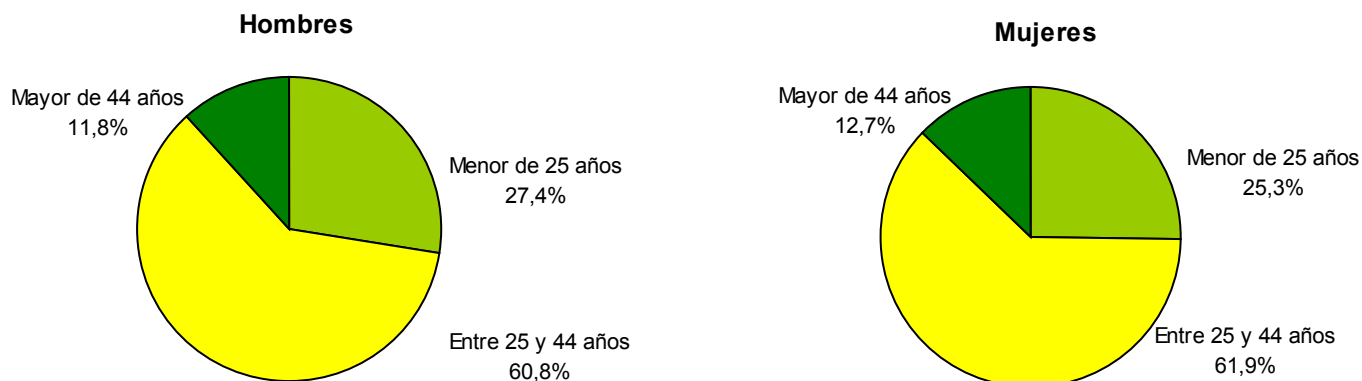 Hombres
Mayor de 44 años
11,8%
Menor de 25 años
27,4%
Entre 25 y 44 años
60,8%
Mujeres
Mayor de 44 años
12,7%
Menor de 25 años
25,3%
Entre 25 y 44 años
61,9%